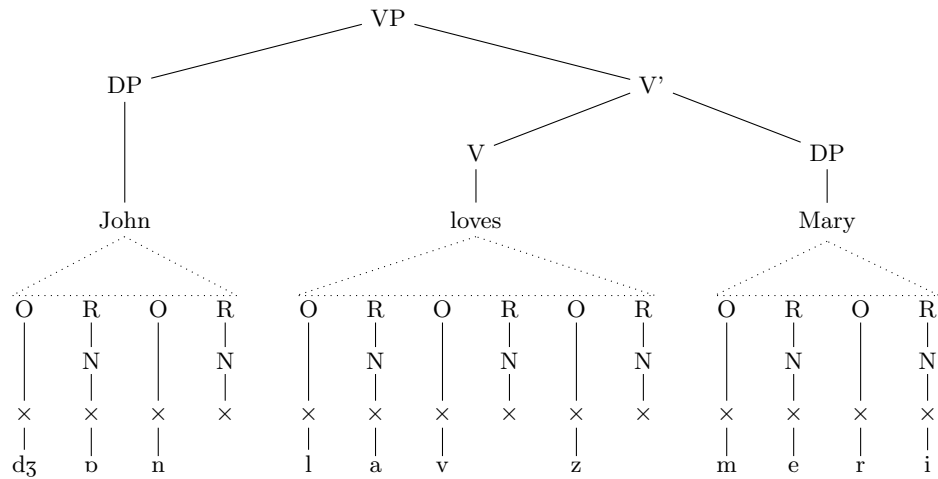 VP
DP V'
V DP
John loves Mary
O R O R O R O R O R O R O R
N N N N N N N
× × × × × × × × × × × × × ×
dʒ ɒ n l a v z m e r i